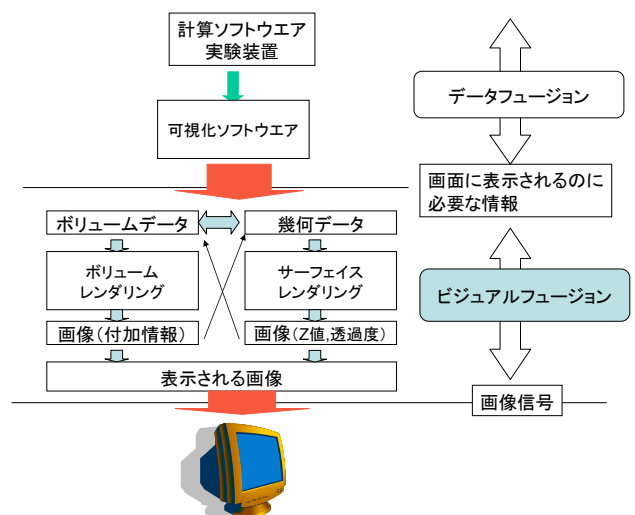 計算ソフトウエア
実験装置
データフュージョン
可視化ソフトウエア
画面に表示されるのに
必要な情報
ボリュームデータ
幾何データ
ボリューム
レンダリング
サーフェイス
レンダリング
ビジュアルフュージョン
画像(付加情報)
画像(Z値,透過度)
表示される画像
画像信号